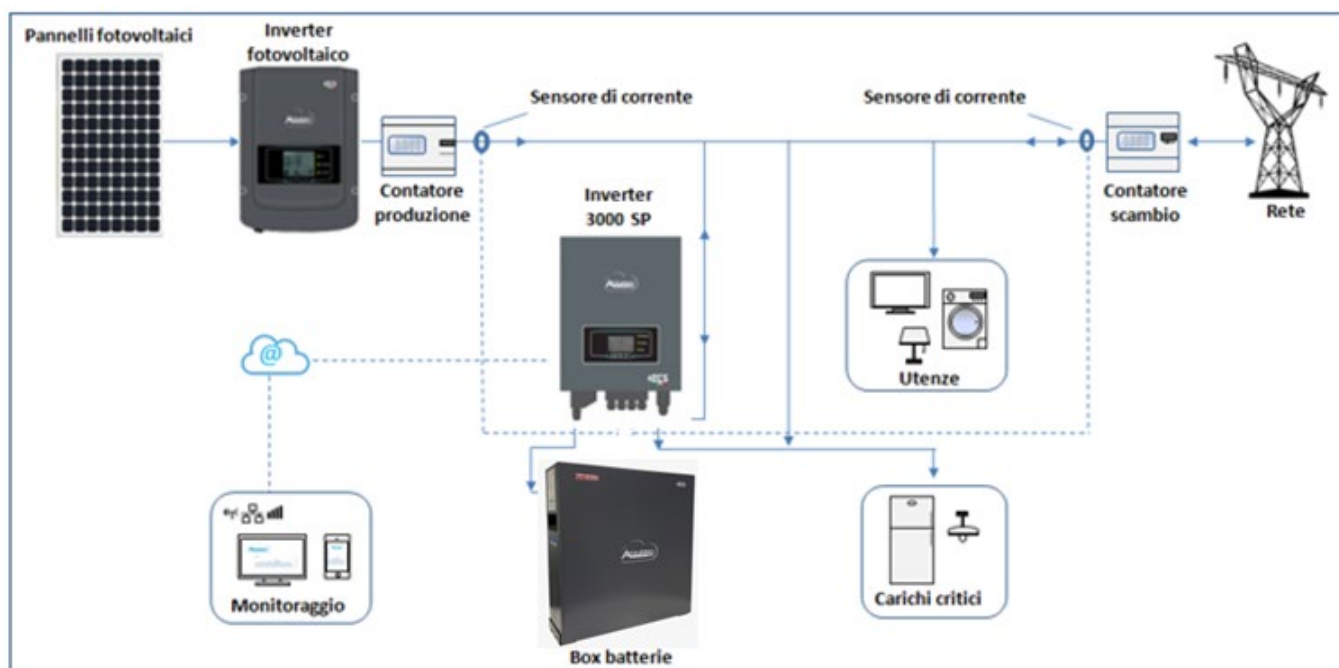 Pannelli fotovoltaici
Inverter
fotovoltaico
Sensore di corrente
Sensore di corrente
Contatore
produzione
Contatore
scambio
Rete
Inverter
3000 SP
@
Utenze
Monitoraggio
Carichi critici
Box batterie